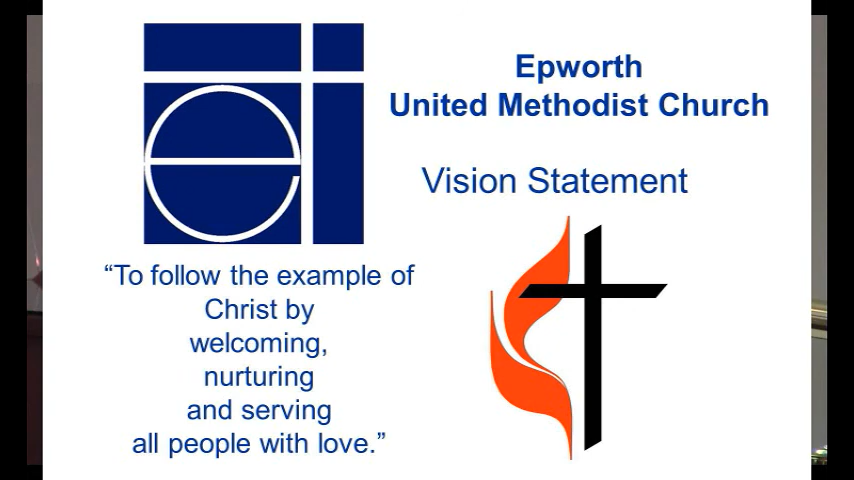 Epworth
United Methodist Church
Vision Statement
“To follow the example of
Christ by
welcoming,
nurturing
and serving
all people with love.”